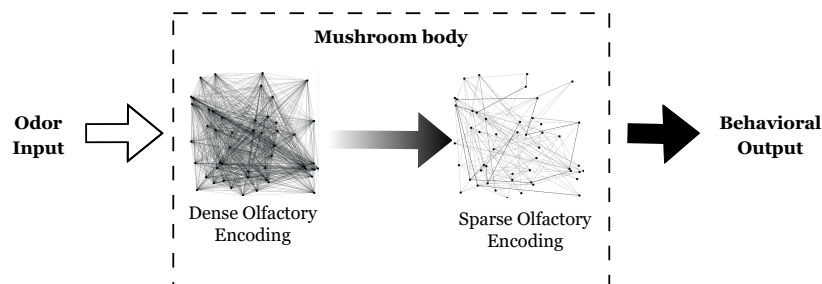 Mushroom body
Odor
Input
Dense Olfactory
Encoding
Sparse Olfactory
Encoding
Behavioral
Output